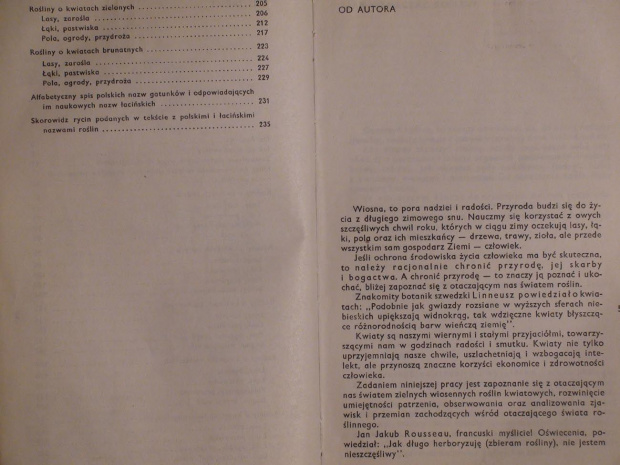 Rośliny o kwiatach zielonych 205
Lasy, zarośla 206
Łąki, pastwiska 212
Pola, ogrody, przydroża 217
Rośliny o kwiatach brunatnych 223
Lasy, zarośla 224
Łąki, pastwiska 227
Pola, ogrody, przydroża 229
Alfabetyczny spis polskich nazw gatunków i odpowiadających
im naukowych nazw łacińskich 231
Skorowidz rycin podanych w tekście z polskimi i łacińskimi
nazwami roślin 235
OD AUTORA
Wiosna, to pora nadziei i radości. Przyroda budzi się do ży-
cia z długiego zimowego snu. Nauczmy się korzystać z owych
szczęśliwych chwil roku, których w ciągu zimy oczekują lasy, łą-
ki, pola oraz ich mieszkańcy — drzewa, trawy, zioła, ale przede
wszystkim sam gospodarz Ziemi — człowiek.
Jeśli ochrona środowiska życia człowieka ma być skuteczna,
to należy racjonalnie chronić przyrodę, jej skarby
i bogactwa. A chronić przyrodę — to znaczy ją poznać i uko-
chać, bliżej zapoznać się z otaczającym nas światem roślin.
Znakomity botanik szwedzki Linneusz powiedział o kwia-
tach: „Podobnie jak gwiazdy rozsiane w wyższych sferach nie-
bieskich upiększają widnokrąg, tak wdzięczne kwiaty błyszczą-
ce różnorodnością barw wieńczą ziemię".
Kwiaty są naszymi wiernymi i stałymi przyjaciółmi, towarzy-
szącymi nam w godzinach radości i smutku. Kwiaty nie tylko
uprzyjemniają nasze chwile, uszlachetniają i wzbogacają inte-
lekt, ale przynoszą znaczne korzyści ekonomice i zdrowotności
człowieka.
Zadaniem niniejszej pracy jest zapoznanie się z otaczającym
nas światem zielnych wiosennych roślin kwiatowych, rozwinięcie
umiejętności patrzenia, obserwowania oraz analizowania zja-
wisk i przemian zachodzących wśród otaczającego świata ro-
ślinnego.
Jan Jakub Rousseau, francuski myśliciel Oświecenia, po-
wiedział: „Jak długo herboryzuję (zbieram rośliny), nie jestem
nieszczęśliwy".